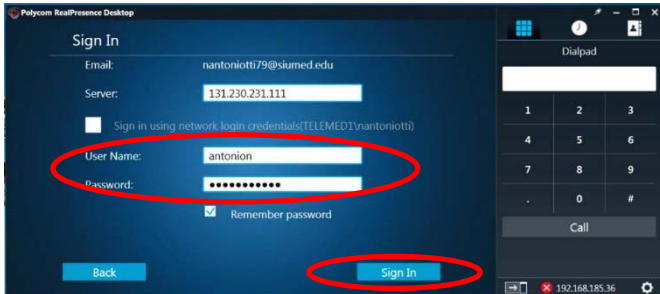 Polycom RealPresence Desktop
Sign In
Email: nantoniotti79@siumed.edu
Server: 131.230.231.111
Sign in using network login credentials(TELEMED1\nantoniotti)
User Name: antonion
Password: •••••••••••
Remember password
Back Sign In
Dialpad
1 2 3
4 5 6
7 8 9
. 0 #
Call
192.168.185.36